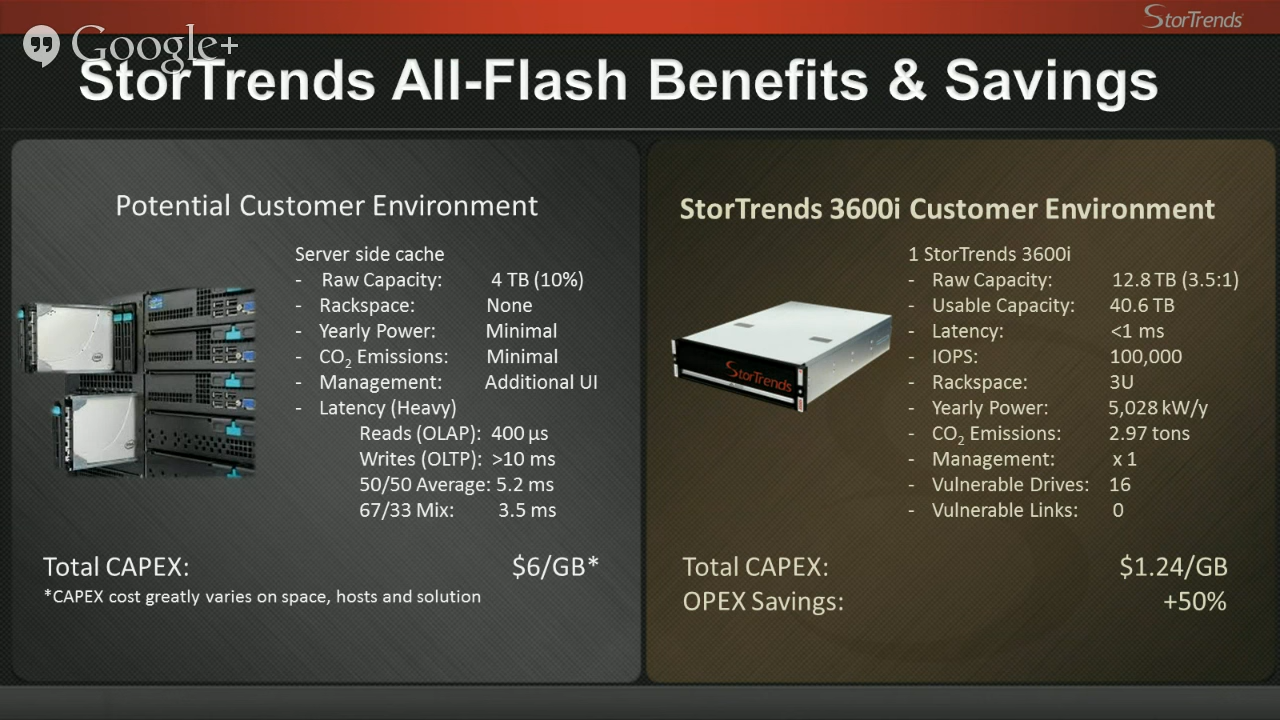 StorTrends
Google+
StorTrends All-Flash Benefits & Savings
Potential Customer Environment
Server side cache
- Raw Capacity: 4 TB (10%)
- Rackspace: None
- Yearly Power: Minimal
- CO2 Emissions: Minimal
- Management: Additional UI
- Latency (Heavy)
Reads (OLAP): 400 µs
Writes (OLTP): >10 ms
50/50 Average: 5.2 ms
67/33 Mix: 3.5 ms
Total CAPEX: $6/GB*
*CAPEX cost greatly varies on space, hosts and solution
StorTrends 3600i Customer Environment
StorTrends
1 StorTrends 3600i
- Raw Capacity: 12.8 TB (3.5:1)
- Usable Capacity: 40.6 TB
- Latency: <1 ms
- IOPS: 100,000
- Rackspace: 3U
- Yearly Power: 5,028 kW/y
- CO2 Emissions: 2.97 tons
- Management: x 1
- Vulnerable Drives: 16
- Vulnerable Links: 0
Total CAPEX: $1.24/GB
OPEX Savings: +50%